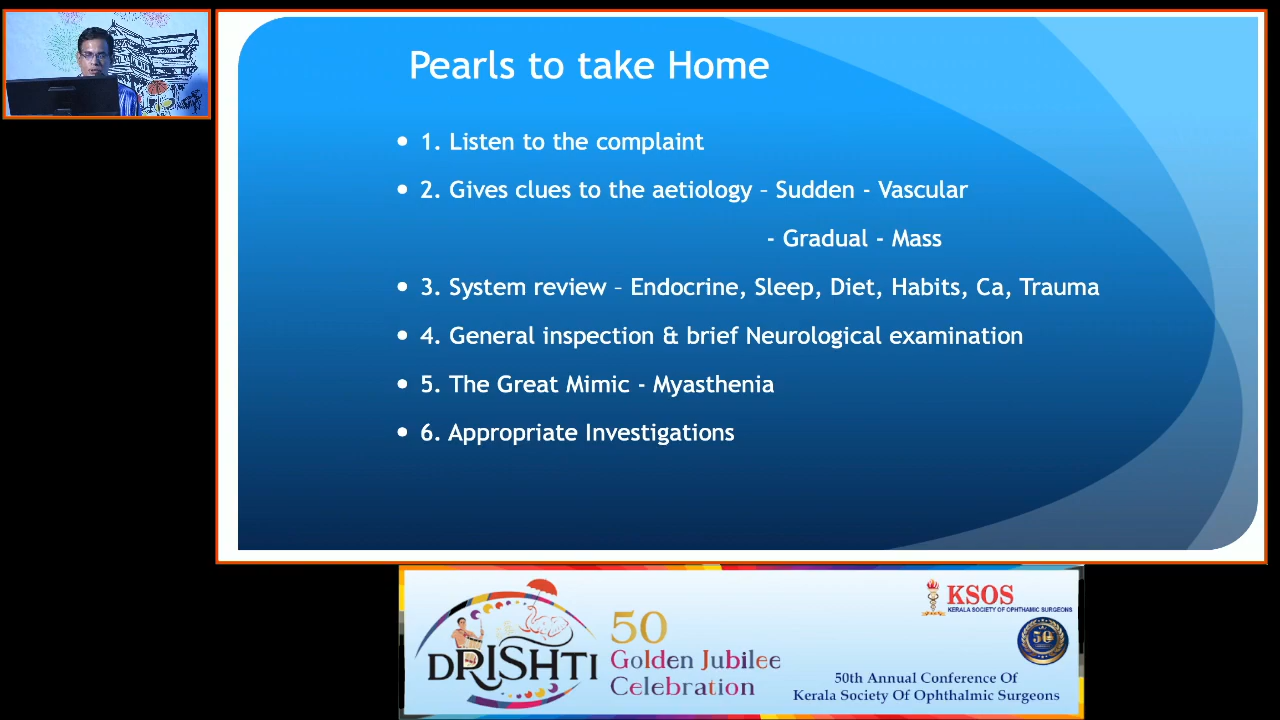 Pearls to take Home
• 1. Listen to the complaint
• 2. Gives clues to the aetiology – Sudden - Vascular
- Gradual - Mass
• 3. System review – Endocrine, Sleep, Diet, Habits, Ca, Trauma
• 4. General inspection & brief Neurological examination
• 5. The Great Mimic - Myasthenia
• 6. Appropriate Investigations
DRISHTI
50
Golden Jubilee
Celebration
KSOS
KERALA SOCIETY OF OPHTHAMIC SURGEONS
50
50th Annual Conference Of
Kerala Society Of Ophthalmic Surgeons